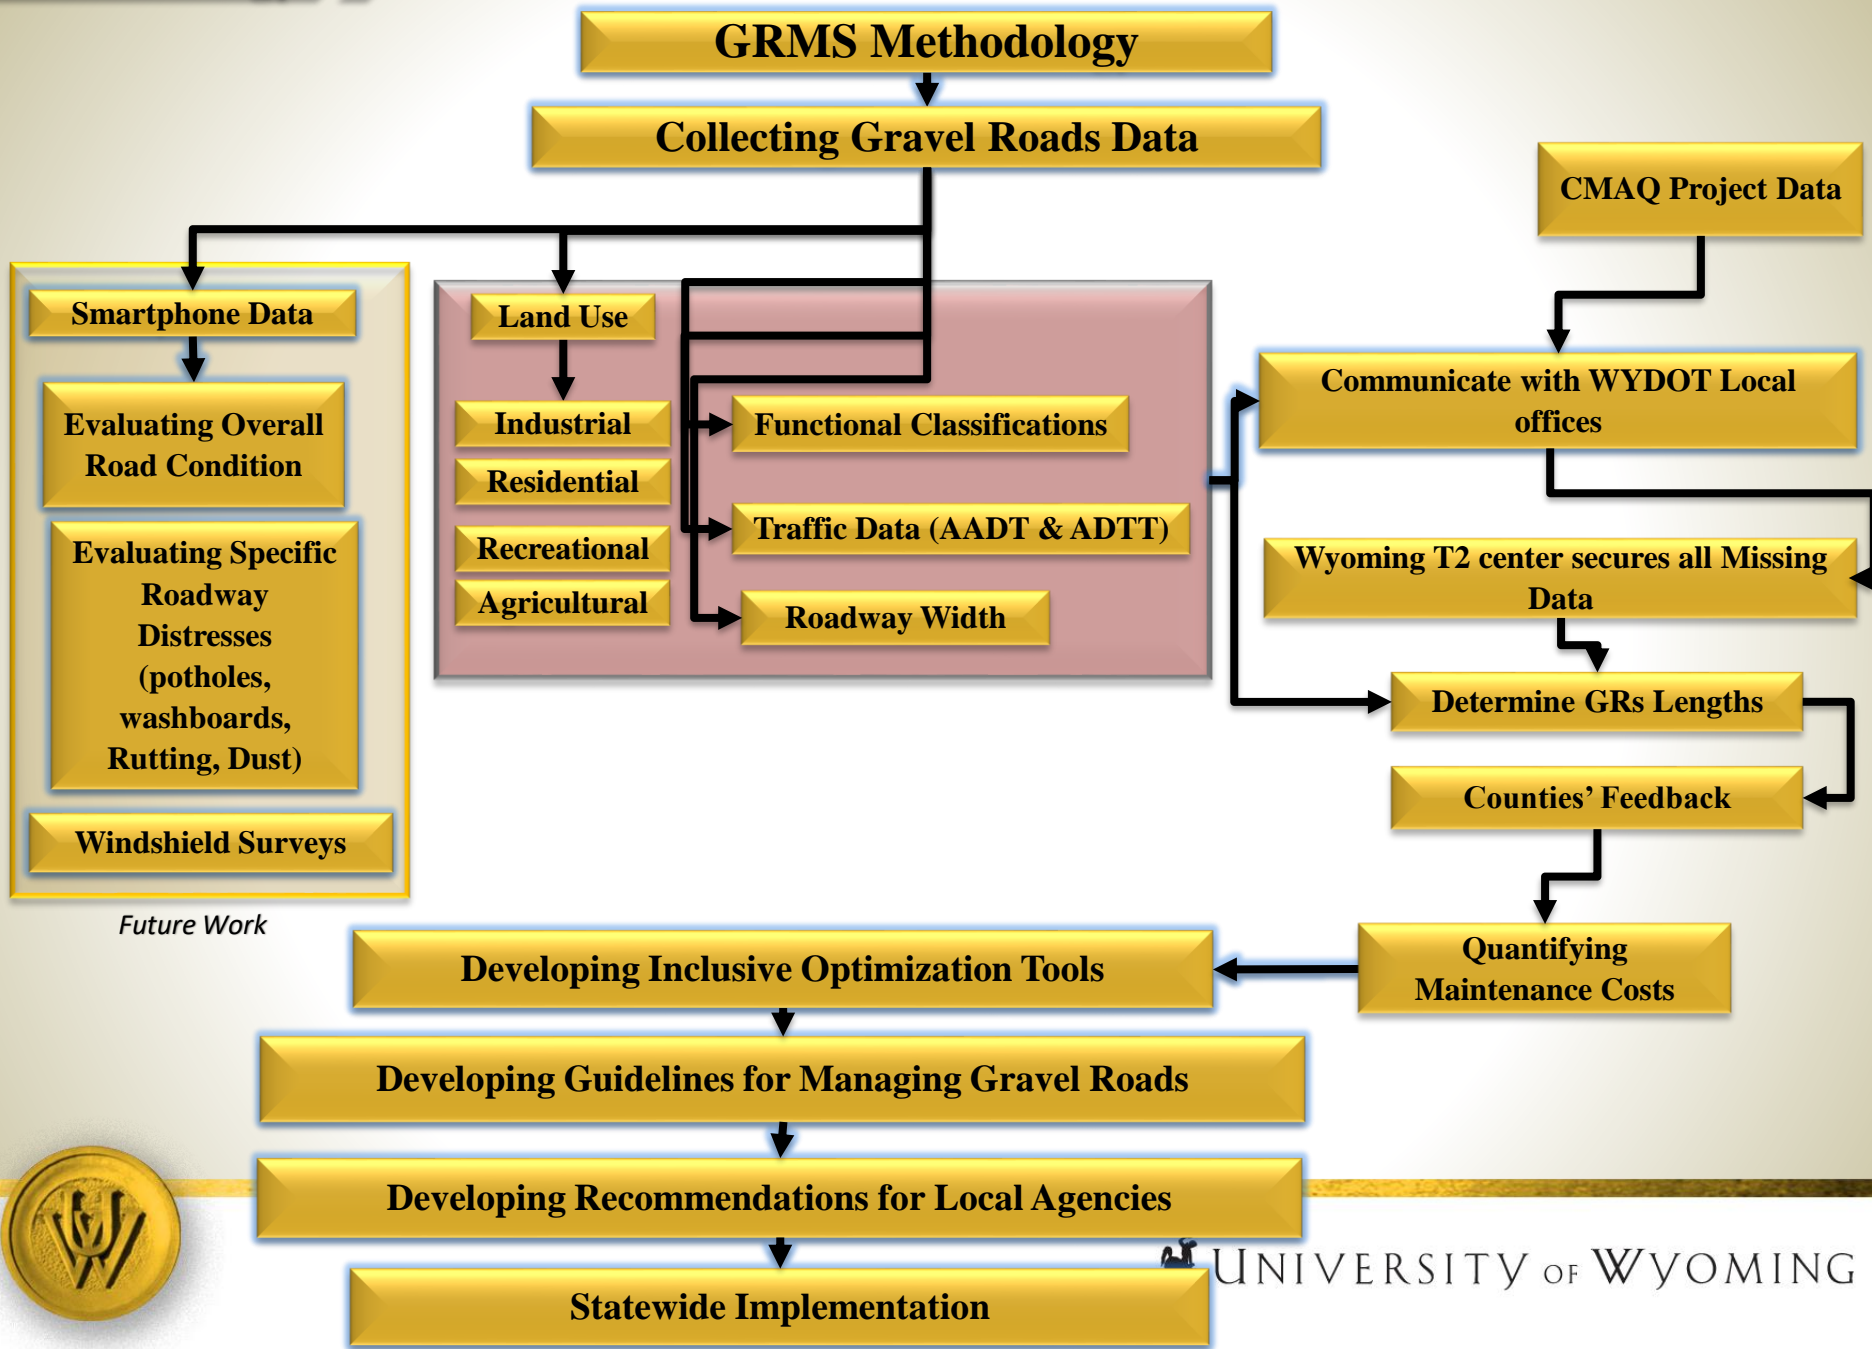 GRMS Methodology
Collecting Gravel Roads Data
CMAQ Project Data
Smartphone Data
Evaluating Overall
Road Condition
Evaluating Specific
Roadway
Distresses
(potholes,
washboards,
Rutting, Dust)
Windshield Surveys
Future Work
Land Use
Industrial
Residential
Recreational
Agricultural
Functional Classifications
Traffic Data (AADT & ADTT)
Roadway Width
Communicate with WYDOT Local
offices
Wyoming T2 center secures all Missing
Data
Determine GRs Lengths
Counties’ Feedback
Quantifying
Maintenance Costs
Developing Inclusive Optimization Tools
Developing Guidelines for Managing Gravel Roads
Developing Recommendations for Local Agencies
Statewide Implementation
UW
UNIVERSITY OF WYOMING